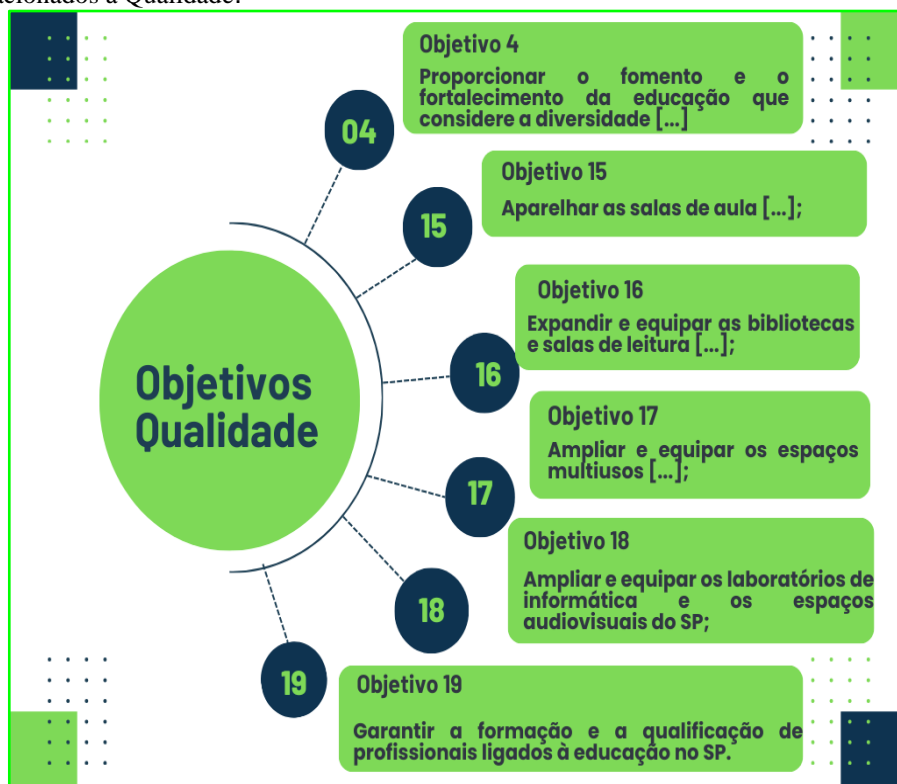 acionados à Qualidade.
Objetivo 4
Proporcionar o fomento e o
fortalecimento da educação que
considere a diversidade [...]
04
Objetivo 15
Aparelhar as salas de aula [...];
15
Objetivo 16
Expandir e equipar as bibliotecas
e salas de leitura [...];
16
Objetivos
Qualidade
Objetivo 17
Ampliar e equipar os espaços
multiusos [...];
17
Objetivo 18
Ampliar e equipar os laboratórios de
informática e os espaços
audiovisuais do SP;
18
Objetivo 19
Garantir a formação e a qualificação de
profissionais ligados à educação no SP.
19